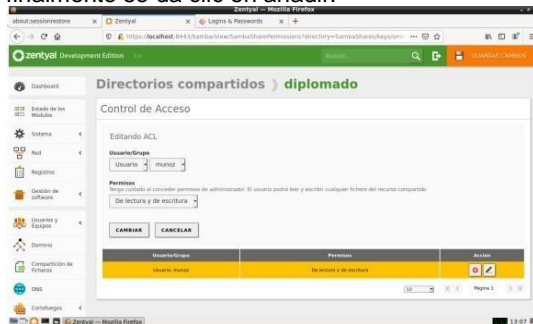 finalmente se da clic en añadir.
Zentyal — Mozilla Firefox
about:sessionrestore
Zentyal
Logins & Passwords
https://localhost:8443/Samba/View/SambaSharePermissions?directory=SambaShares/keys/smb
zentyal Development Edition
Buscar...
GUARDAR CAMBIOS
Dashboard
Estado de los Módulos
Sistema
Red
Registros
Gestión de software
Usuarios y Equipos
Dominio
Compartición de Ficheros
DNS
Cortafuegos
Directorios compartidos
diplomado
Control de Acceso
Editando ACL
Usuario/Grupo
Usuario
munoz
Permisos
Tenga cuidado al conceder permisos de administrador. El usuario podrá leer y escribir cualquier fichero del recurso compartido
De lectura y de escritura
CAMBIAR
CANCELAR
Usuario/Grupo
Permisos
Acción
Usuario: munoz
De lectura y de escritura
10
Página 1
Zentyal — Mozilla Firefox
13:07